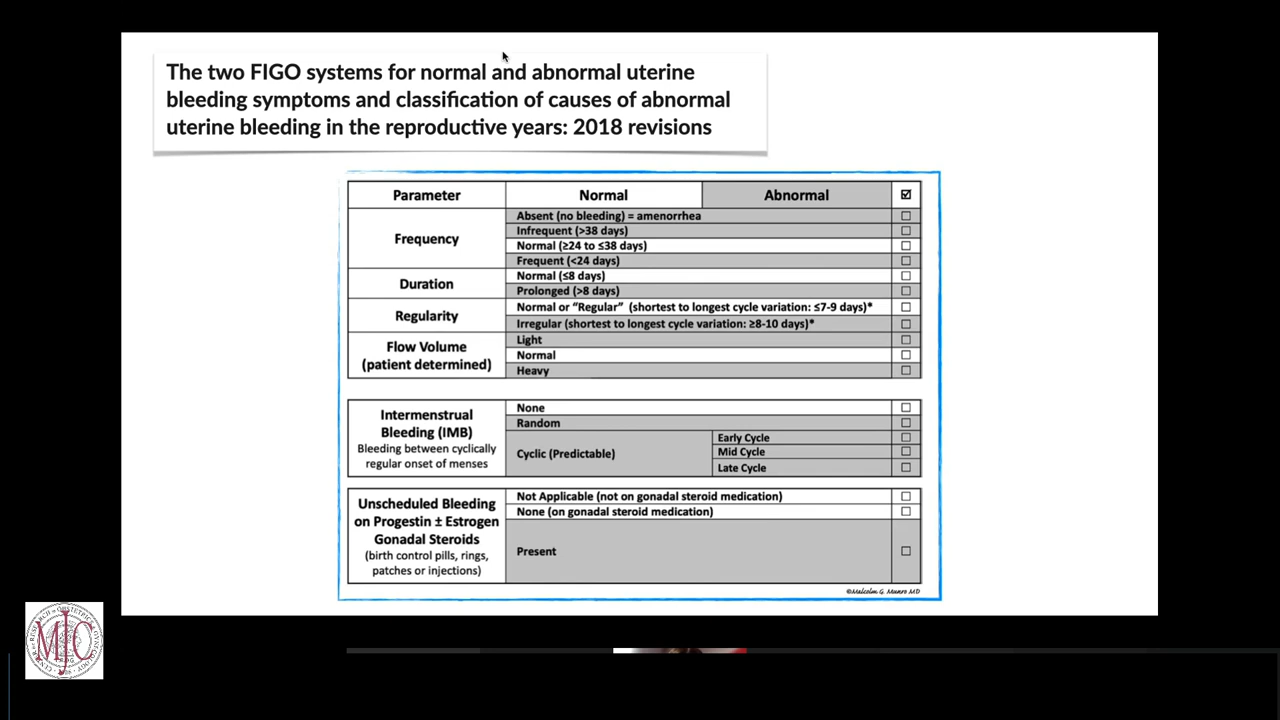 The two FIGO systems for normal and abnormal uterine
bleeding symptoms and classification of causes of abnormal
uterine bleeding in the reproductive years: 2018 revisions
Parameter Normal Abnormal ☑
Frequency
Absent (no bleeding) = amenorrhea ☐
Infrequent (>38 days) ☐
Normal (≥24 to ≤38 days) ☐
Frequent (<24 days) ☐
Duration
Normal (≤8 days) ☐
Prolonged (>8 days) ☐
Regularity
Normal or “Regular” (shortest to longest cycle variation: ≤7-9 days)* ☐
Irregular (shortest to longest cycle variation: ≥8-10 days)* ☐
Flow Volume
(patient determined)
Light ☐
Normal ☐
Heavy ☐
Intermenstrual
Bleeding (IMB)
Bleeding between cyclically
regular onset of menses
None ☐
Random ☐
Cyclic (Predictable)
Early Cycle ☐
Mid Cycle ☐
Late Cycle ☐
Unscheduled Bleeding
on Progestin ± Estrogen
Gonadal Steroids
(birth control pills, rings,
patches or injections)
Not Applicable (not on gonadal steroid medication) ☐
None (on gonadal steroid medication) ☐
Present ☐
©Malcolm G. Munro MD
MJC